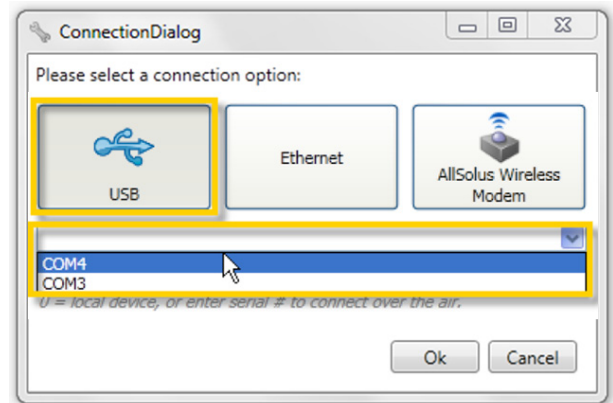 ConnectionDialog
Please select a connection option:
USB
Ethernet
AllSolus Wireless
Modem
COM4
COM3
0 = local device, or enter serial # to connect over the air.
Ok
Cancel